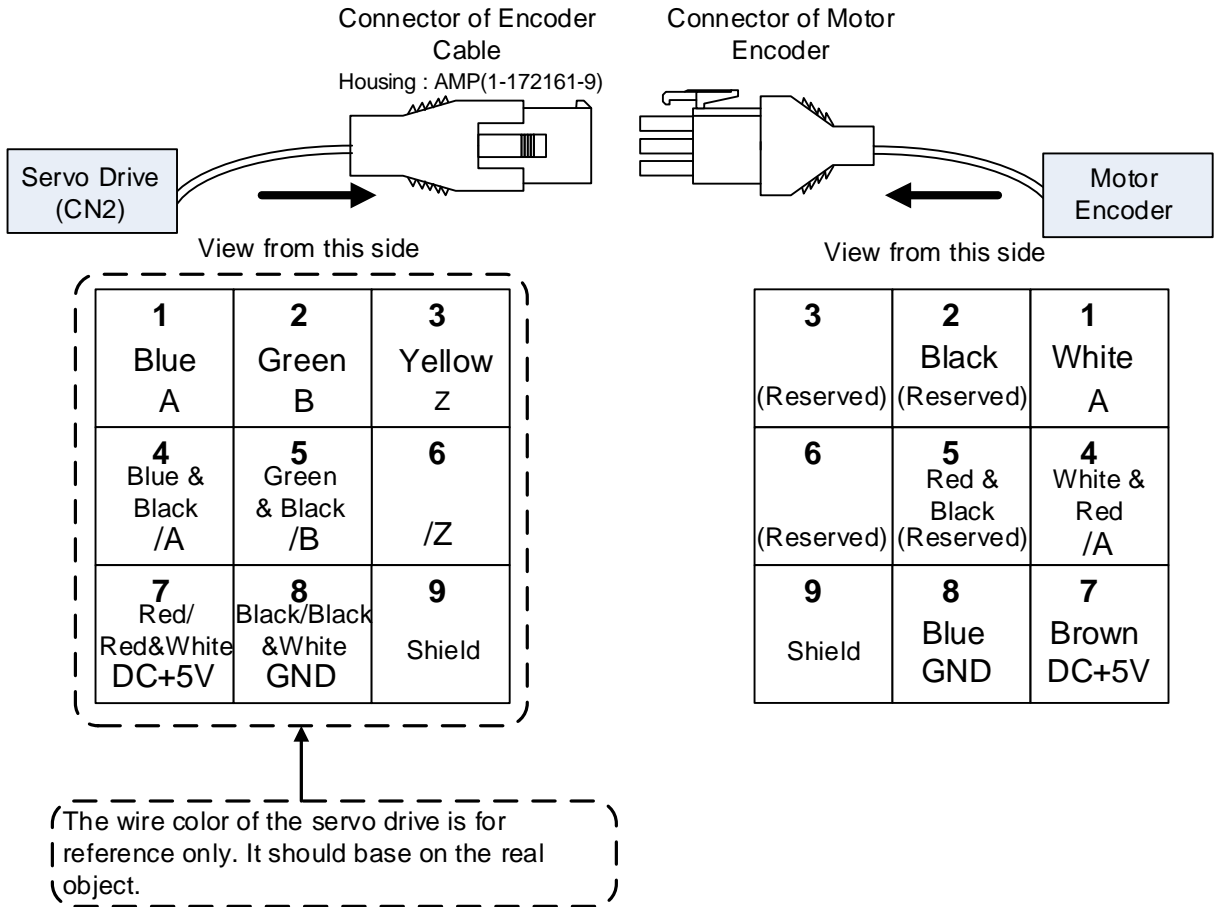 Connector of Encoder
Cable
Housing : AMP(1-172161-9)
Connector of Motor
Encoder
Servo Drive
(CN2)
Motor
Encoder
View from this side
View from this side
1
Blue
A
2
Green
B
3
Yellow
Z
4
Blue &
Black
/A
5
Green
& Black
/B
6
/Z
7
Red/
Red&White
DC+5V
8
Black/Black
&White
GND
9
Shield
3
(Reserved)
2
Black
(Reserved)
1
White
A
6
(Reserved)
5
Red &
Black
(Reserved)
4
White &
Red
/A
9
Shield
8
Blue
GND
7
Brown
DC+5V
The wire color of the servo drive is for
reference only. It should base on the real
object.